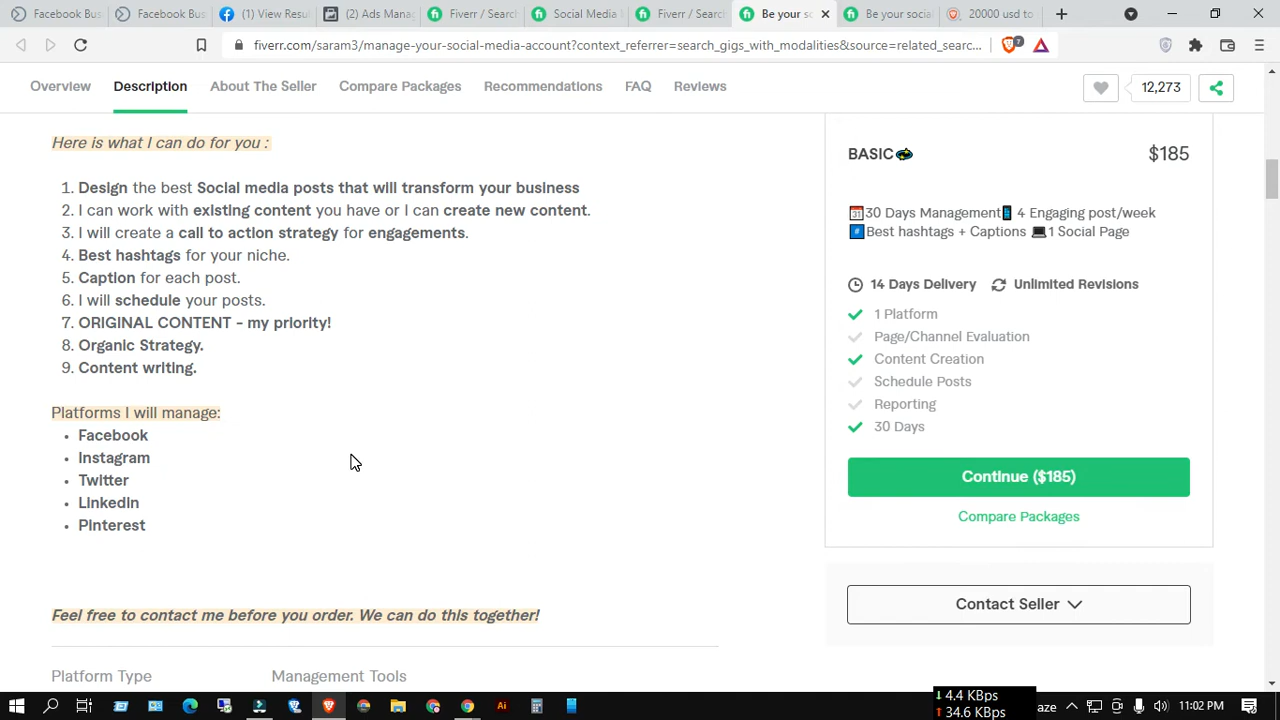 Facebook Bus
Facebook Bus
(1) View Resu
(2) Ads Mana
Fiverr / Searc
Social Media
Fiverr / Searc
Be your so
Be your socia
20000 usd to
fiverr.com/taram3/manage-your-social-media-account?context_referrer=search_gigs_with_modalities&source=related_searc...
7
Overview
Description
About The Seller
Compare Packages
Recommendations
FAQ
Reviews
12,273
Here is what I can do for you :
1. Design the best Social media posts that will transform your business
2. I can work with existing content you have or I can create new content.
3. I will create a call to action strategy for engagements.
4. Best hashtags for your niche.
5. Caption for each post.
6. I will schedule your posts.
7. ORIGINAL CONTENT - my priority!
8. Organic Strategy.
9. Content writing.
Platforms I will manage:
• Facebook
• Instagram
• Twitter
• LinkedIn
• Pinterest
Feel free to contact me before you order. We can do this together!
Platform Type
Management Tools
BASIC
$185
30 Days Management 4 Engaging post/week
# Best hashtags + Captions 1 Social Page
14 Days Delivery
Unlimited Revisions
1 Platform
Page/Channel Evaluation
Content Creation
Schedule Posts
Reporting
30 Days
Continue ($185)
Compare Packages
Contact Seller
Ai
↓ 4.4 KBps
↑ 34.6 KBps
aze
11:02 PM